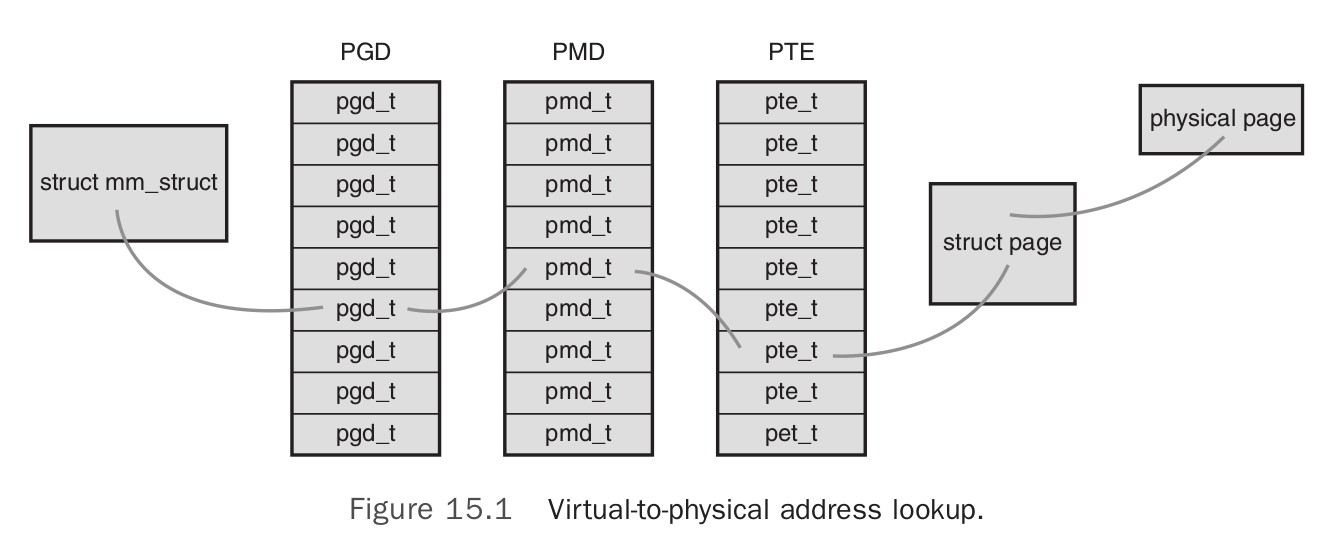 PGD PMD PTE
struct mm_struct
pgd_t
pgd_t
pgd_t
pgd_t
pgd_t
pgd_t
pgd_t
pgd_t
pgd_t
pmd_t
pmd_t
pmd_t
pmd_t
pmd_t
pmd_t
pmd_t
pmd_t
pmd_t
pte_t
pte_t
pte_t
pte_t
pte_t
pte_t
pte_t
pte_t
pet_t
struct page
physical page
Figure 15.1 Virtual-to-physical address lookup.